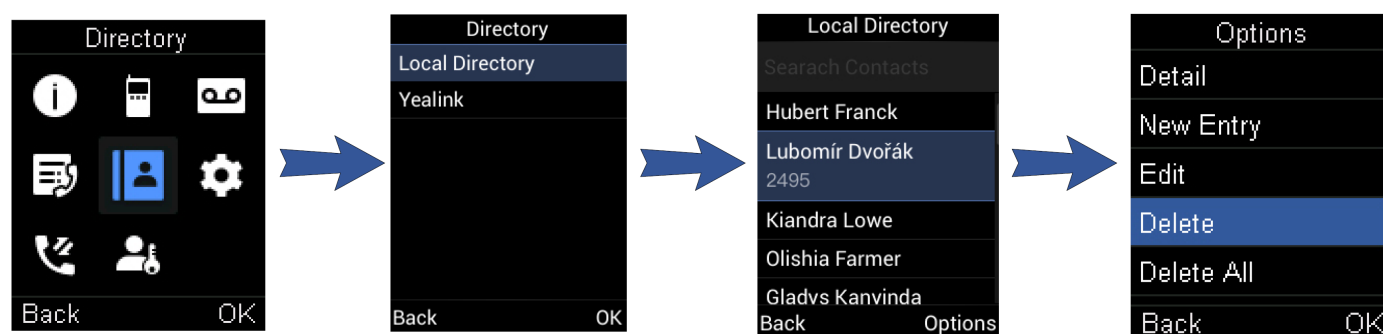 Directory
Back OK
Directory
Local Directory
Yealink
Back OK
Local Directory
Searach Contacts
Hubert Franck
Lubomír Dvořák
2495
Kiandra Lowe
Olishia Farmer
Gladys Kanyinda
Back Options
Options
Detail
New Entry
Edit
Delete
Delete All
Back OK